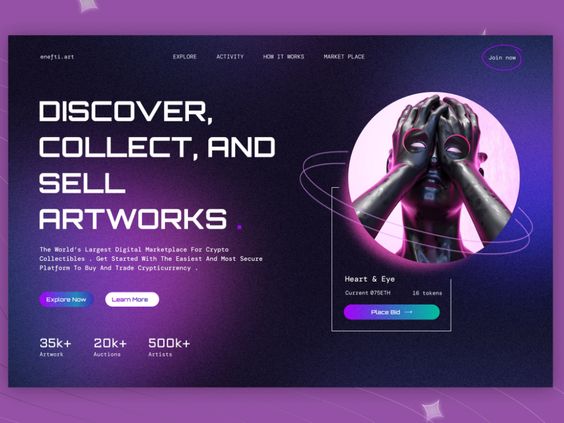 enefti.art
EXPLORE ACTIVITY HOW IT WORKS MARKET PLACE
Join now
DISCOVER,
COLLECT, AND
SELL
ARTWORKS .
The World's Largest Digital Marketplace For Crypto
Collectibles . Get Started With The Easiest And Most Secure
Platform To Buy And Trade Crypticurrency .
Explore Now
Learn More
35k+ 20k+ 500k+
Artwork Auctions Artists
Heart & Eye
Current 075ETH 16 tokens
Place Bid